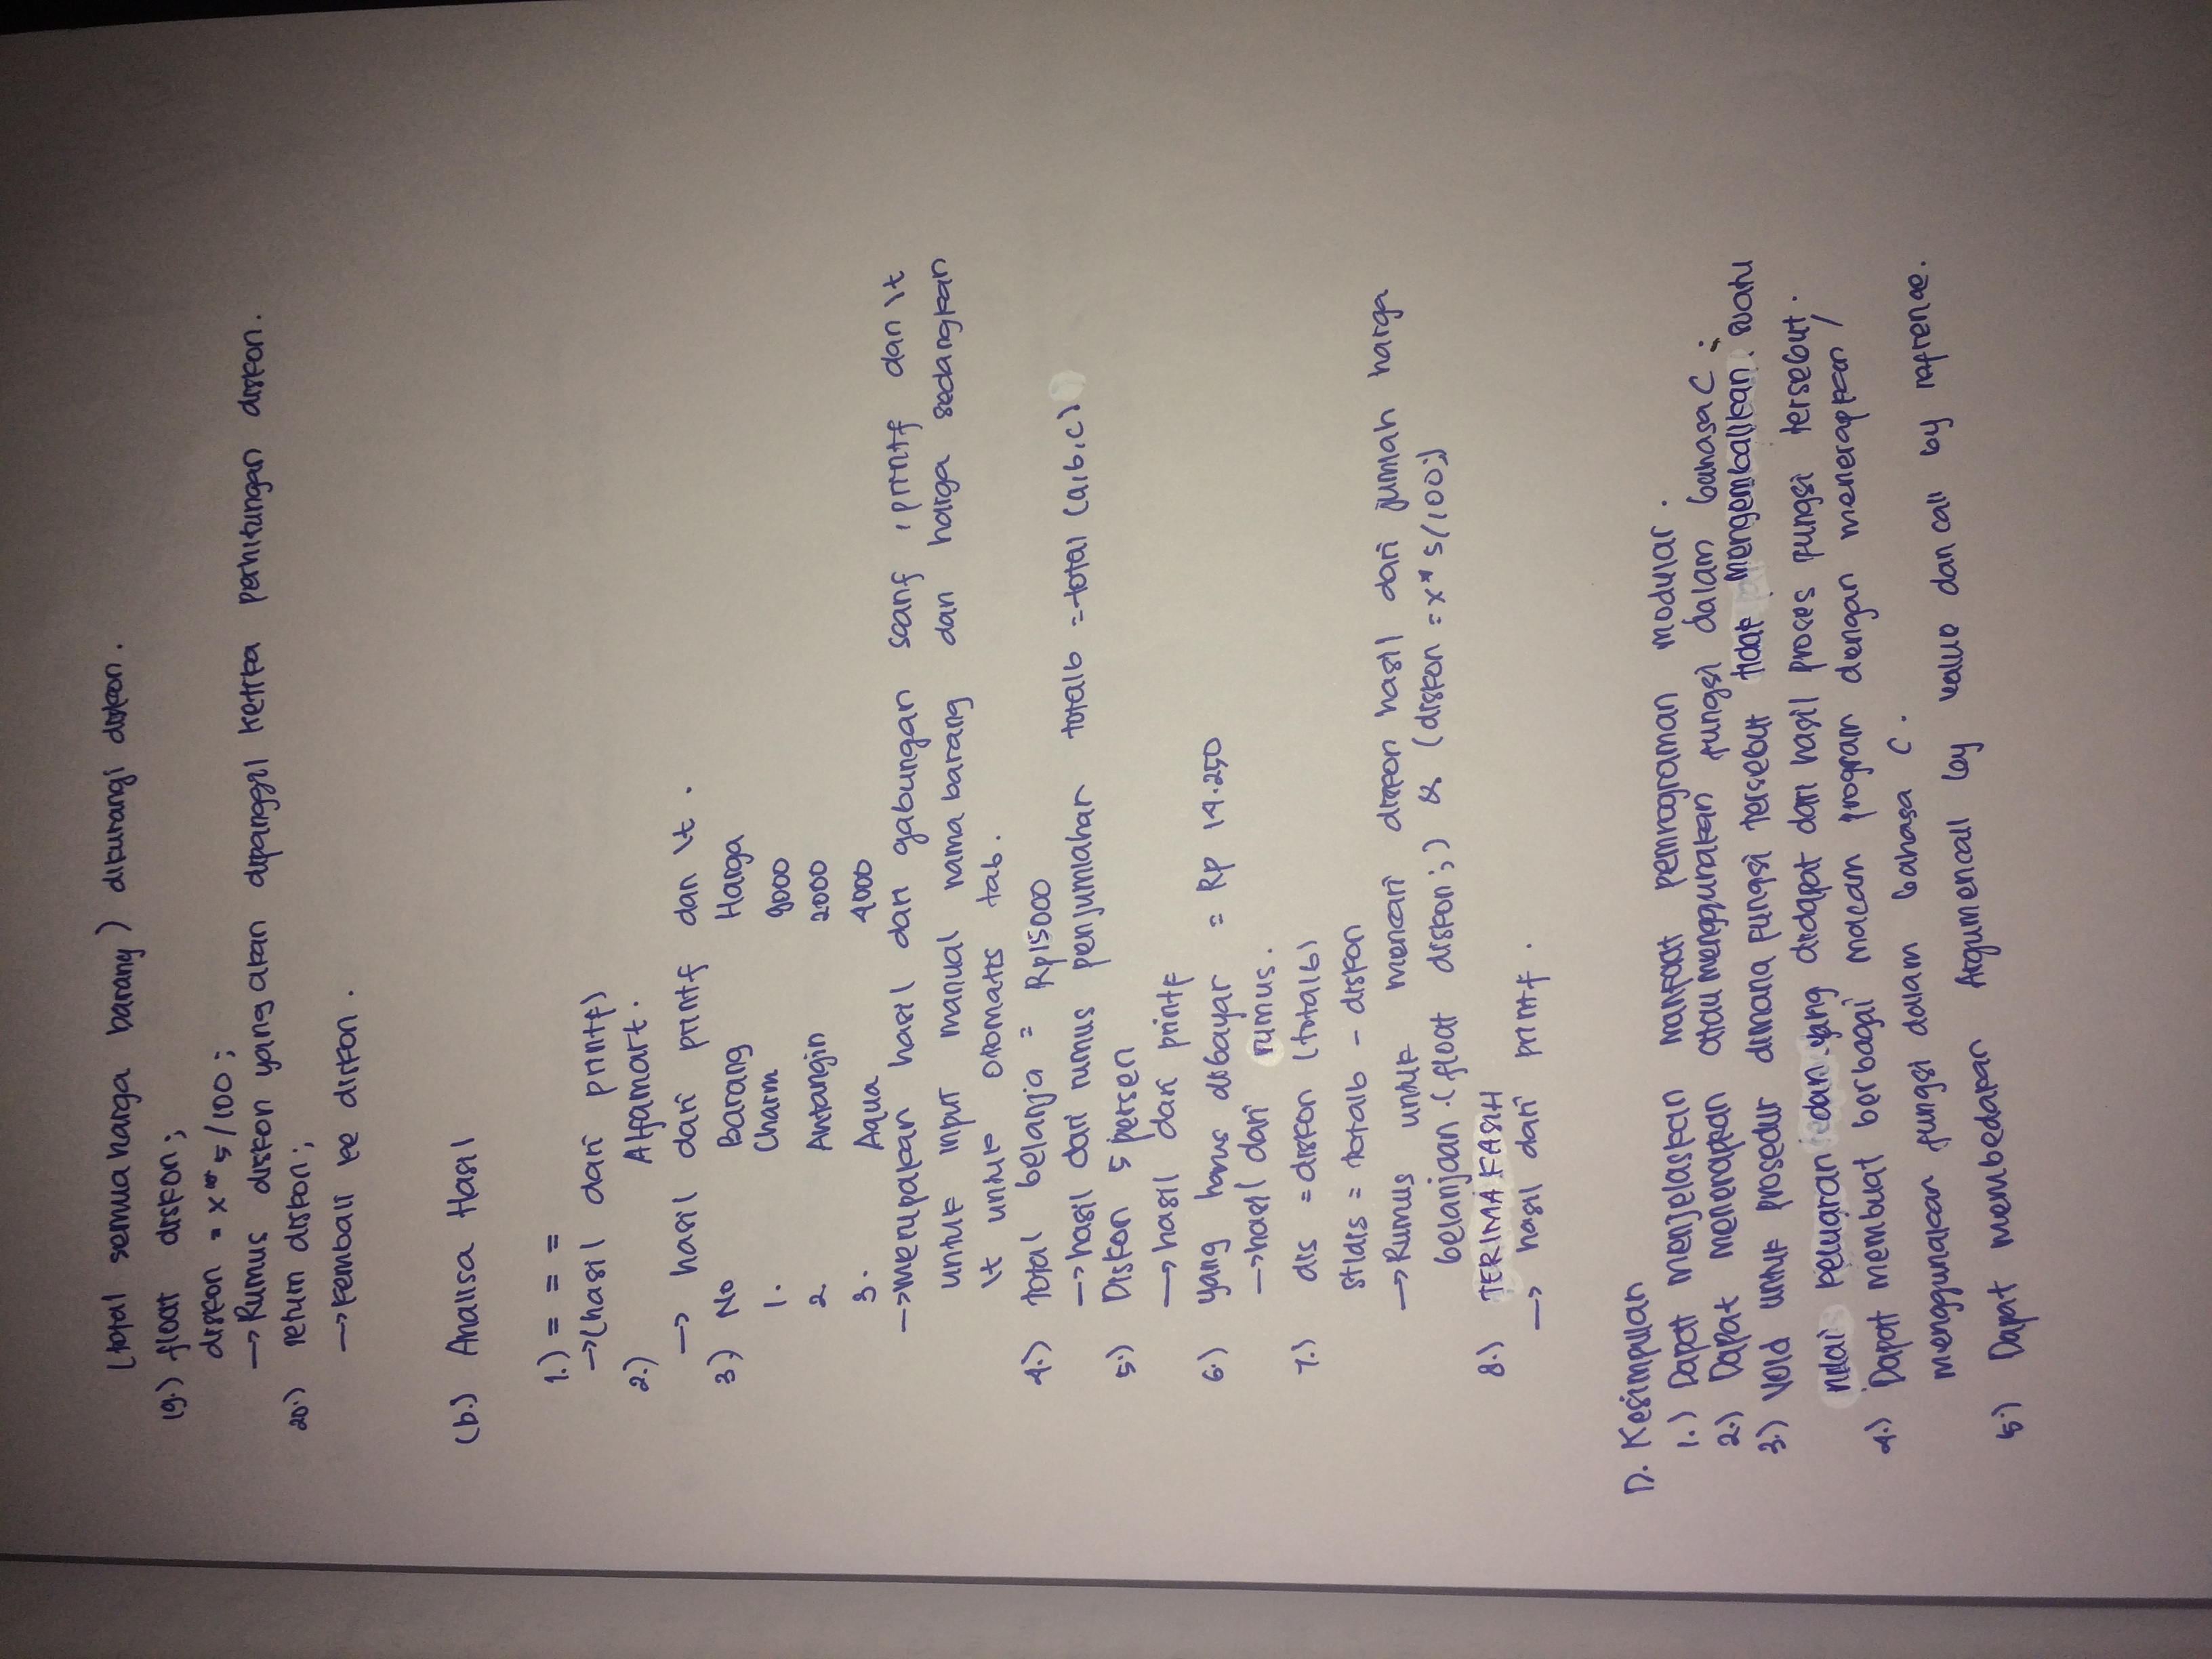 (total semua harga barang) dikurangi diskon.
19.) float diskon;
diskon = x * 5/100;
→ Rumus diskon yang akan dipanggil ketika perhitungan diskon.
20.) return diskon;
→ kembali ke diskon.
(b.) Analisa Hasil
1.) = = = =
→ (hasil dari printf)
2.) Alfamart.
→ hasil dari printf dan \t.
3.) No Barang Harga
1. Charm 9000
2. Antangin 2000
3. Aqua 4000
→ merupakan hasil dan gabungan scanf, printf dan \t
untuk input manual nama barang dan harga sedangkan
\t untuk otomatis tab.
4.) total belanja = Rp15000
→ hasil dari rumus penjumlahan totalb = total (a,b,c)
5.) Diskon 5 persen
→ hasil dari printf
6.) yang harus dibayar = Rp 14.250
→ hasil dari rumus.
7.) dis = diskon (totalb)
stldis = totalb - diskon
→ Rumus untuk mencari diskon hasil dari jumlah harga
belanjaan. (float diskon;) & (diskon = x* 5/100;)
8.) TERIMA KASIH
→ hasil dari printf.
D. Kesimpulan
1.) Dapat menjelaskan manfaat pemrograman modular.
2.) Dapat menerapkan atau menggunakan fungsi dalam bahasa C.
3.) Void untuk prosedur dimana fungsi tersebut tidak mengembalikan suatu
nilai keluaran yang didapat dari hasil proses fungsi tersebut.
4.) Dapat membuat berbagai macam program dengan menerapkan/
menggunakan fungsi dalam bahasa C.
5.) Dapat membedakan Argumencall by value dan call by rafrence.